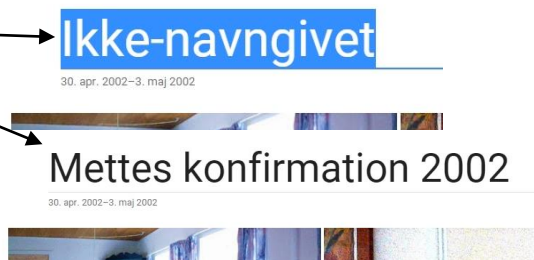 Ikke-navngivet
30. apr. 2002–3. maj 2002
Mettes konfirmation 2002
30. apr. 2002–3. maj 2002